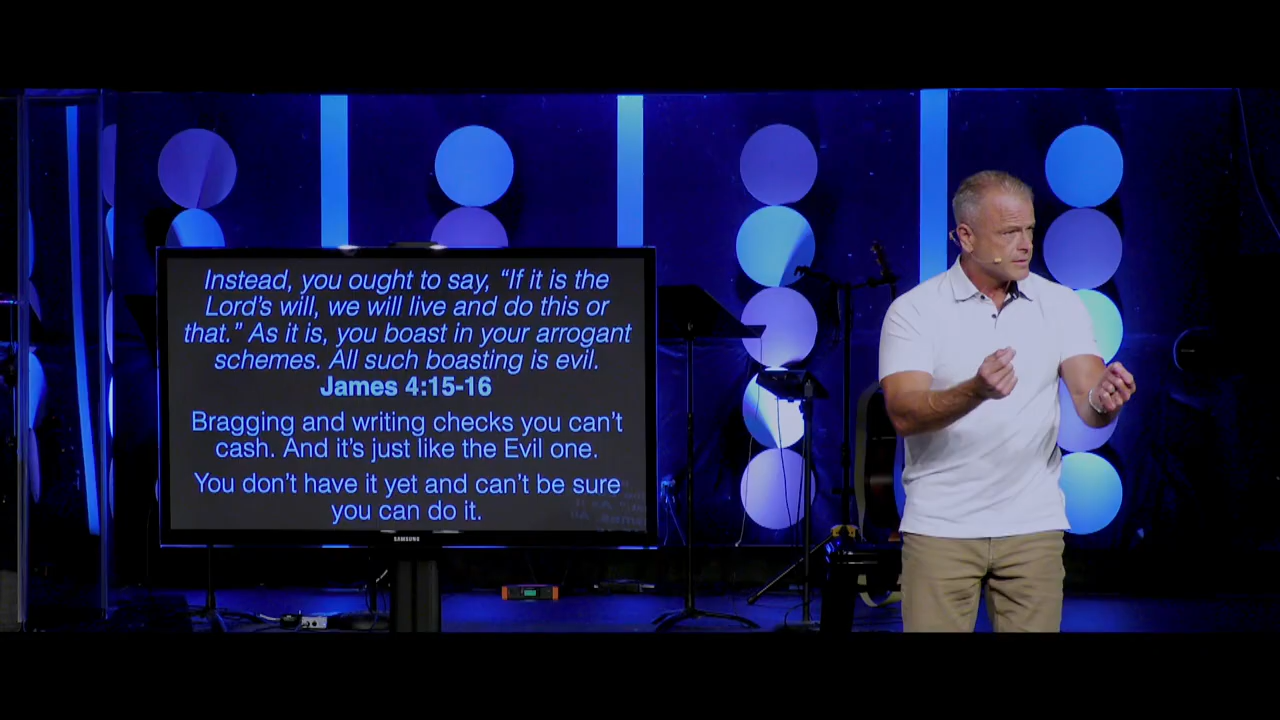 Instead, you ought to say, “If it is the
Lord’s will, we will live and do this or
that.” As it is, you boast in your arrogant
schemes. All such boasting is evil.
James 4:15-16
Bragging and writing checks you can’t
cash. And it’s just like the Evil one.
You don’t have it yet and can’t be sure
you can do it.
SAMSUNG